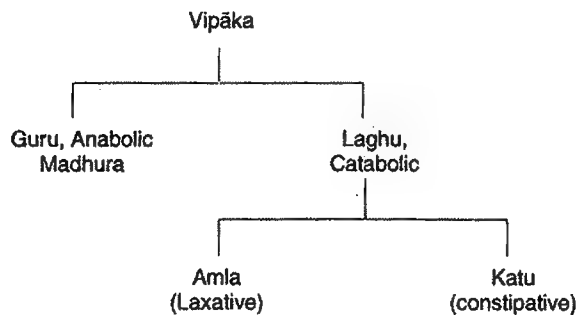 Vipāka
Guru, Anabolic
Madhura
Laghu,
Catabolic
Amla
(Laxative)
Katu
(constipative)